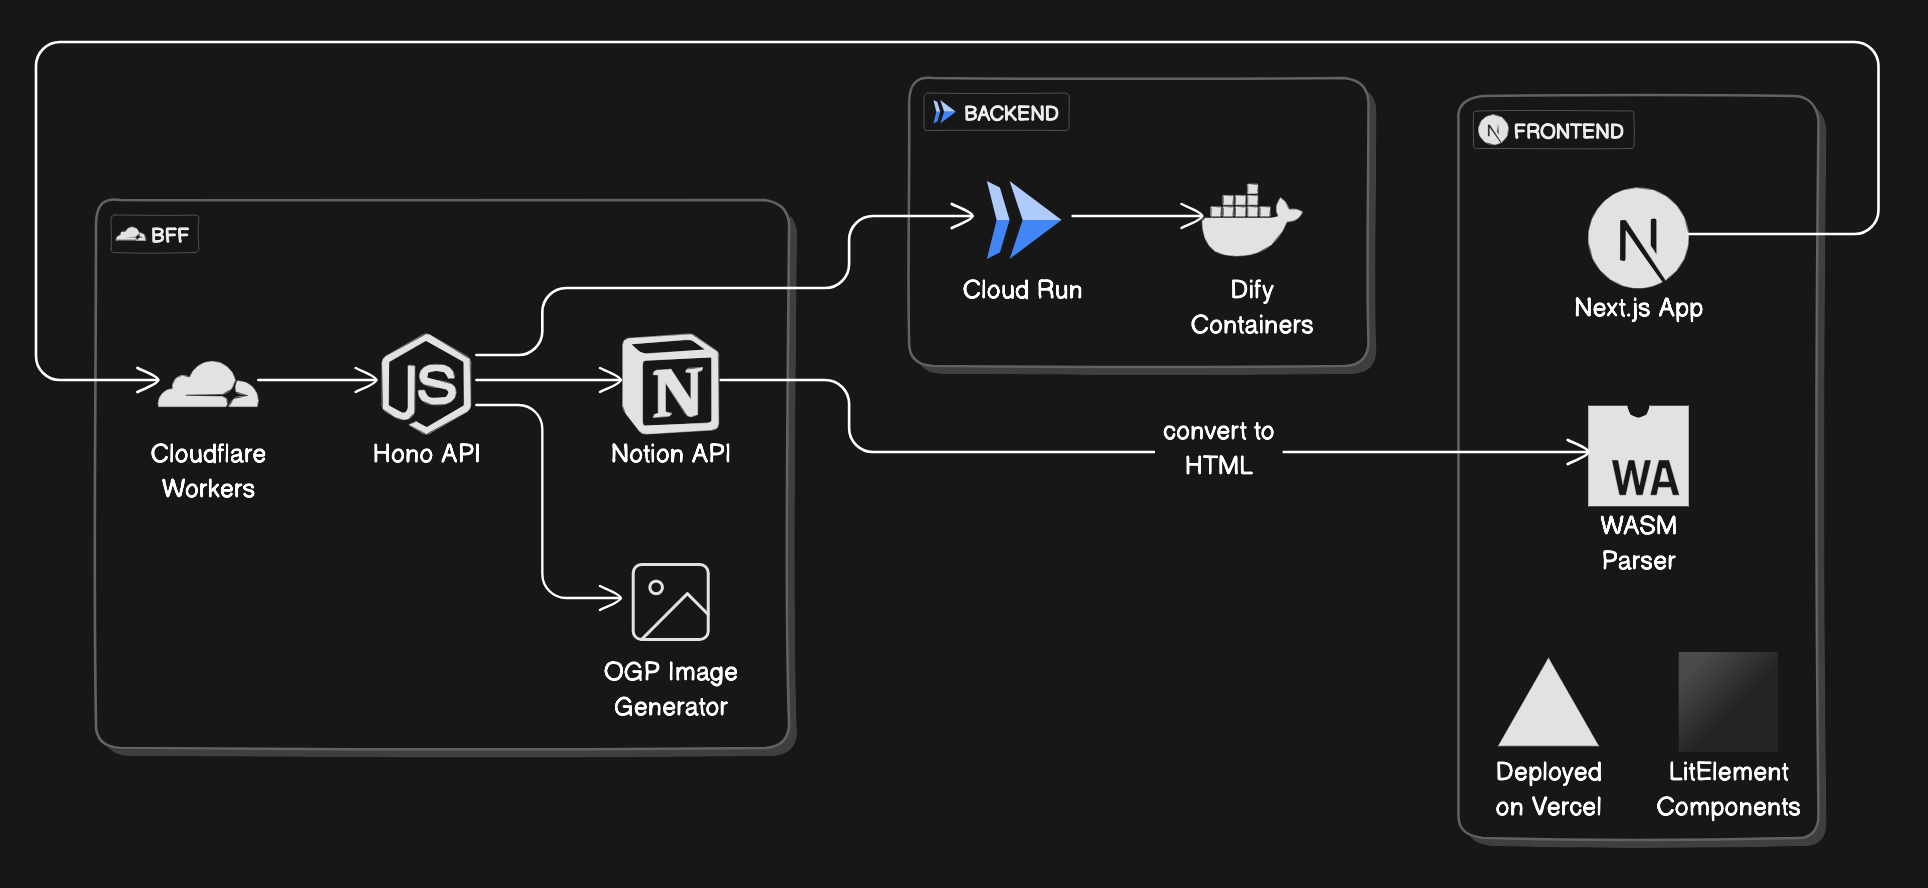 BACKEND
Cloud Run
Dify
Containers
FRONTEND
N
Next.js App
BFF
Cloudflare
Workers
JS
Hono API
N
Notion API
OGP Image
Generator
convert to
HTML
WA
WASM
Parser
Deployed
on Vercel
LitElement
Components